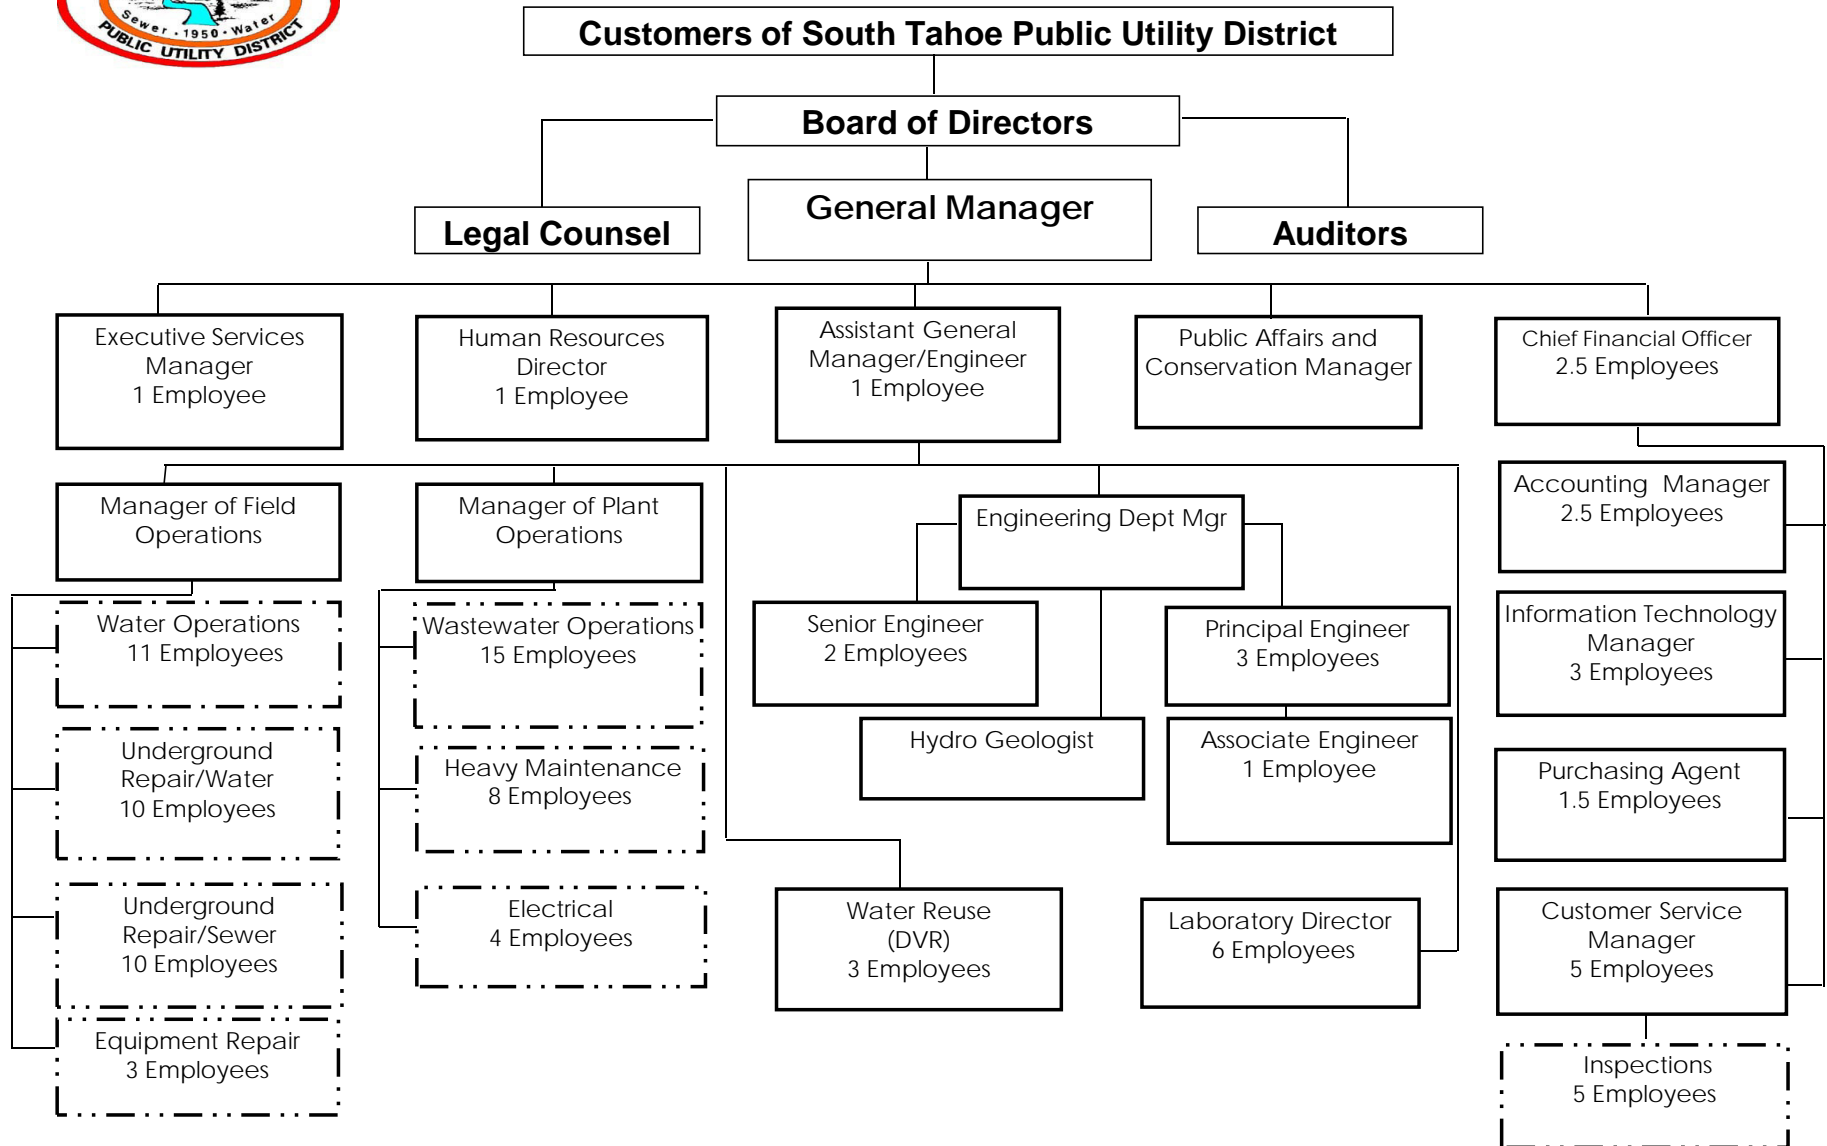 Sewer · 1950 · Water
PUBLIC UTILITY DISTRICT
Customers of South Tahoe Public Utility District
Board of Directors
General Manager
Legal Counsel
Auditors
Executive Services
Manager
1 Employee
Human Resources
Director
1 Employee
Assistant General
Manager/Engineer
1 Employee
Public Affairs and
Conservation Manager
Chief Financial Officer
2.5 Employees
Manager of Field
Operations
Manager of Plant
Operations
Engineering Dept Mgr
Accounting Manager
2.5 Employees
Water Operations
11 Employees
Wastewater Operations
15 Employees
Senior Engineer
2 Employees
Principal Engineer
3 Employees
Information Technology
Manager
3 Employees
Underground
Repair/Water
10 Employees
Heavy Maintenance
8 Employees
Hydro Geologist
Associate Engineer
1 Employee
Purchasing Agent
1.5 Employees
Underground
Repair/Sewer
10 Employees
Electrical
4 Employees
Water Reuse
(DVR)
3 Employees
Laboratory Director
6 Employees
Customer Service
Manager
5 Employees
Equipment Repair
3 Employees
Inspections
5 Employees